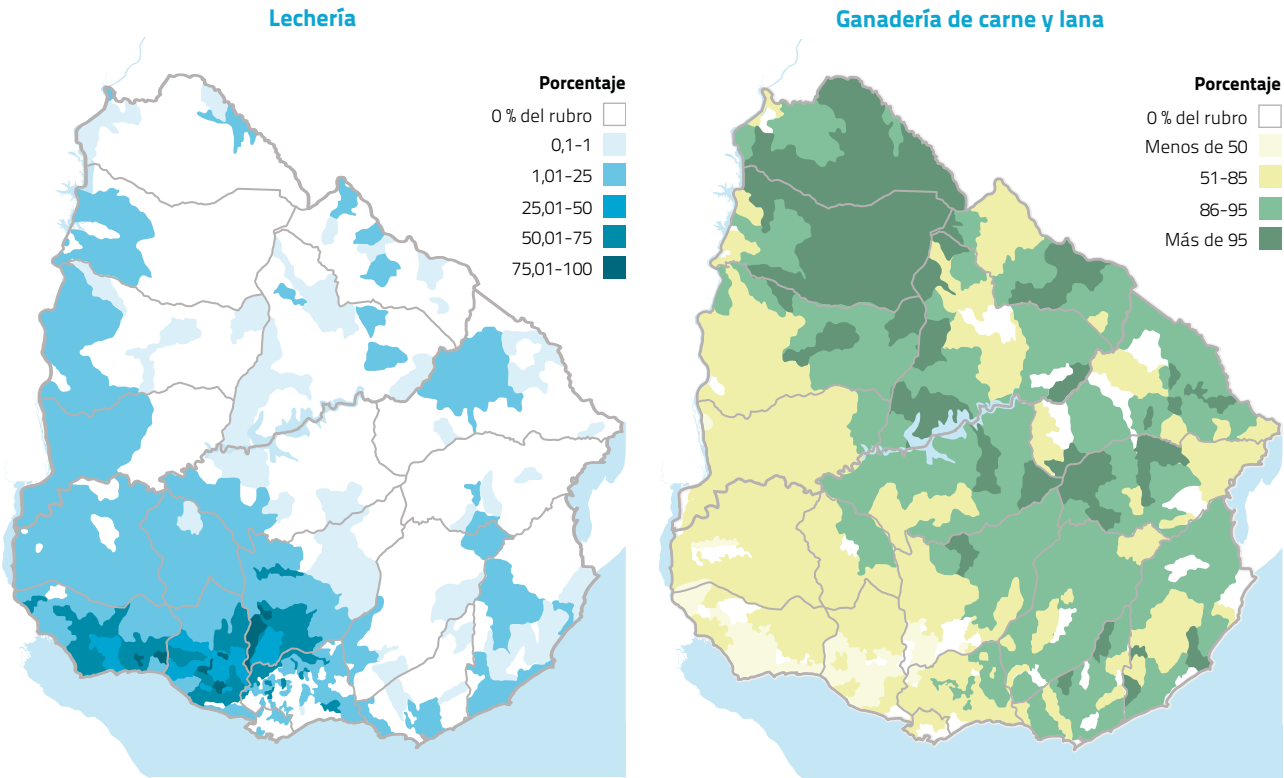 Lechería
Porcentaje
0 % del rubro
0,1-1
1,01-25
25,01-50
50,01-75
75,01-100
Ganadería de carne y lana
Porcentaje
0 % del rubro
Menos de 50
51-85
86-95
Más de 95